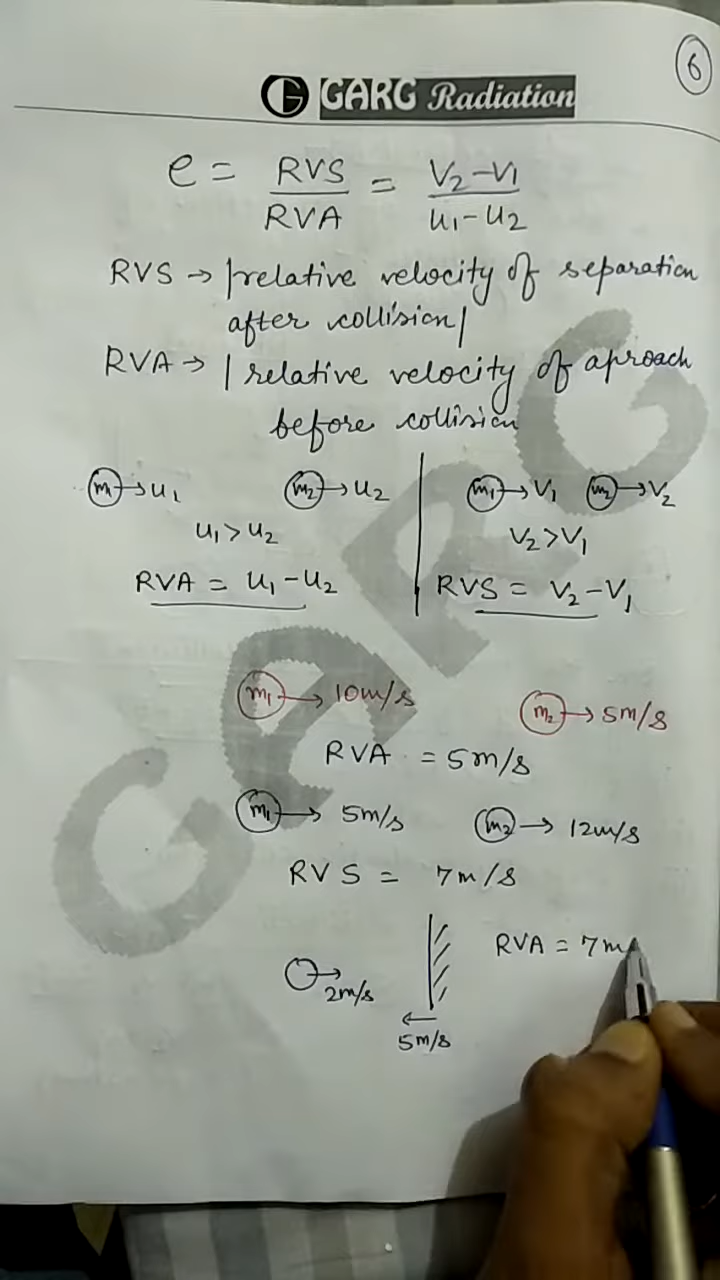 6
G GARG Radiation
e = RVS/RVA = V₂-V₁/u₁-u₂
RVS → |relative velocity of separation
after collision|
RVA → | relative velocity of aproach
before collision
m₁ → u₁ m₂ → u₂
u₁ > u₂
RVA = u₁ - u₂
m₁ → V₁ m₂ → V₂
V₂ > V₁
RVS = V₂ - V₁
m₁ → 10m/s m₂ → 5m/s
RVA = 5m/s
m₁ → 5m/s m₂ → 12m/s
RVS = 7m/s
RVA = 7m
→ 2m/s
←
5m/s
GARG